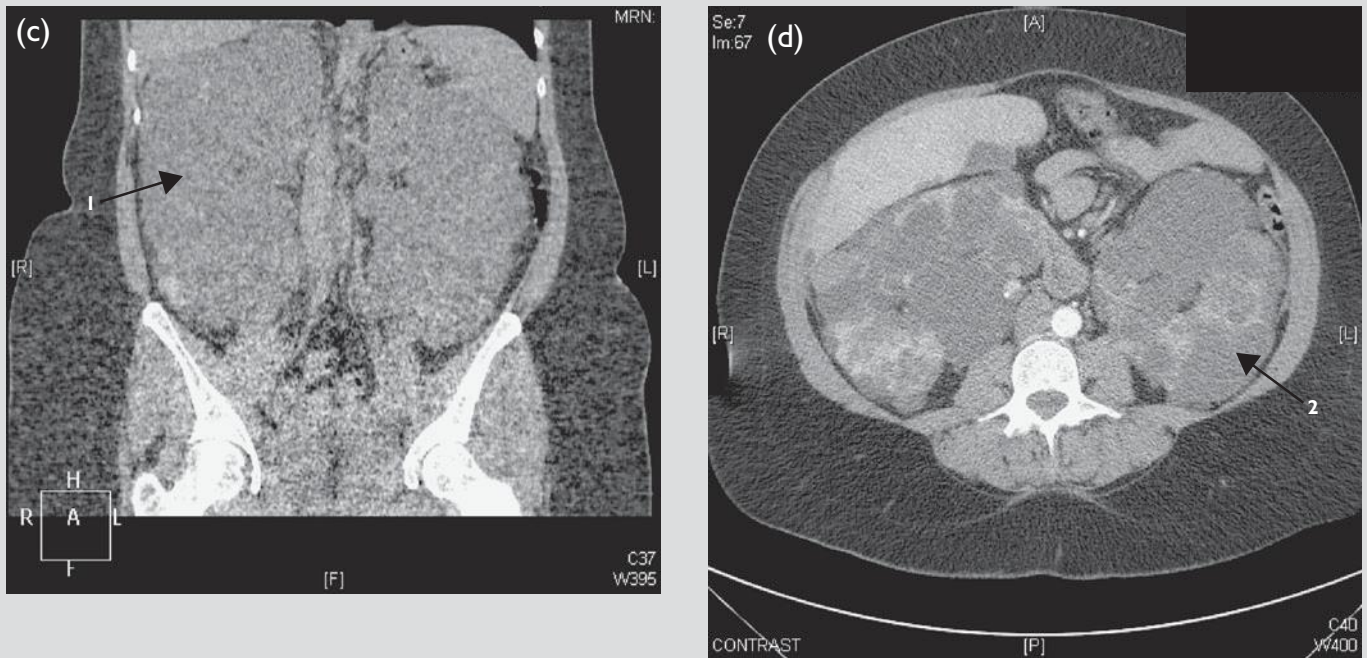 (c)
MRN:
1
[R]
[L]
H
R A L
F
[F]
C37
W395
Se:7
Im:67
(d)
[A]
[R]
[L]
2
CONTRAST
[P]
C40
W400